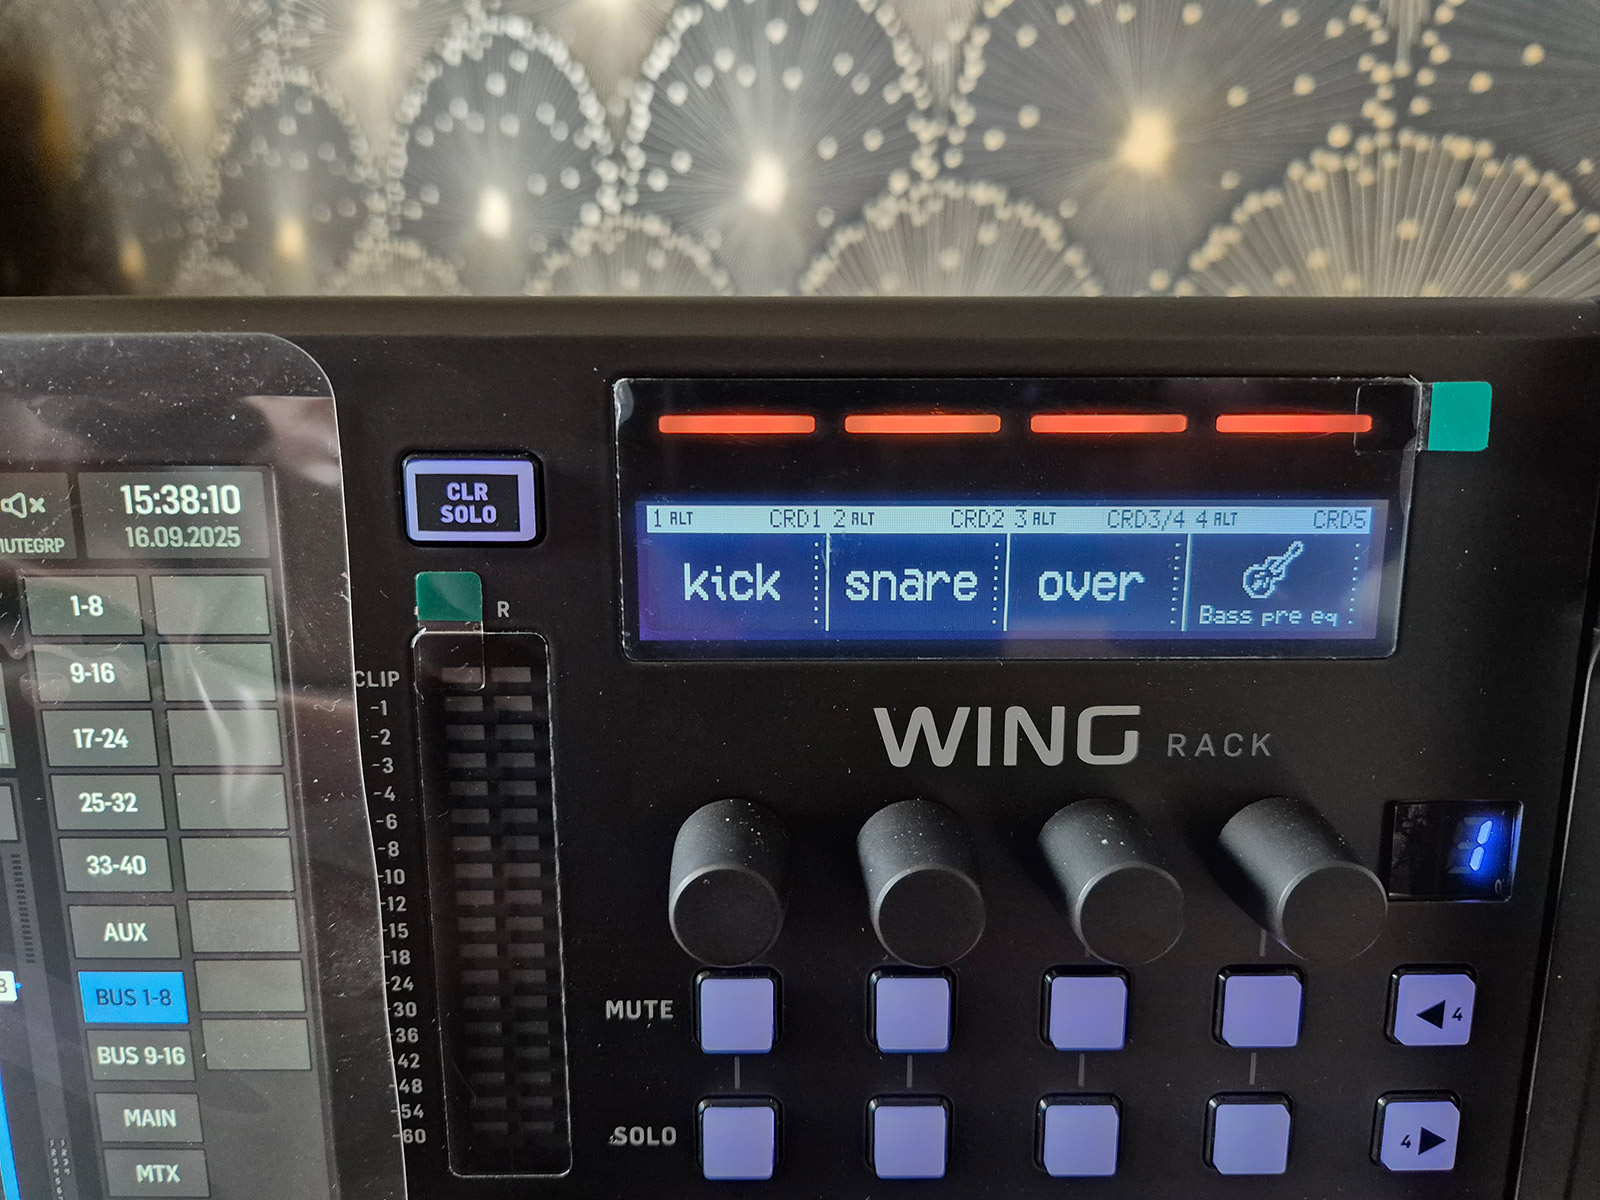 15:38:10
16.09.2025
MUTEGRP
1-8
9-16
17-24
25-32
33-40
AUX
BUS 1-8
BUS 9-16
MAIN
MTX
CLR
SOLO
R
CLIP
-1
-2
-3
-4
-6
-8
-10
-12
-15
-18
-24
-30
-36
-42
-48
-54
-60
1 ALT CRD1 2 ALT CRD2 3 ALT CRD3/4 4 ALT CRD5
kick snare over
Bass pre eq
WING RACK
1
MUTE
4
SOLO
4